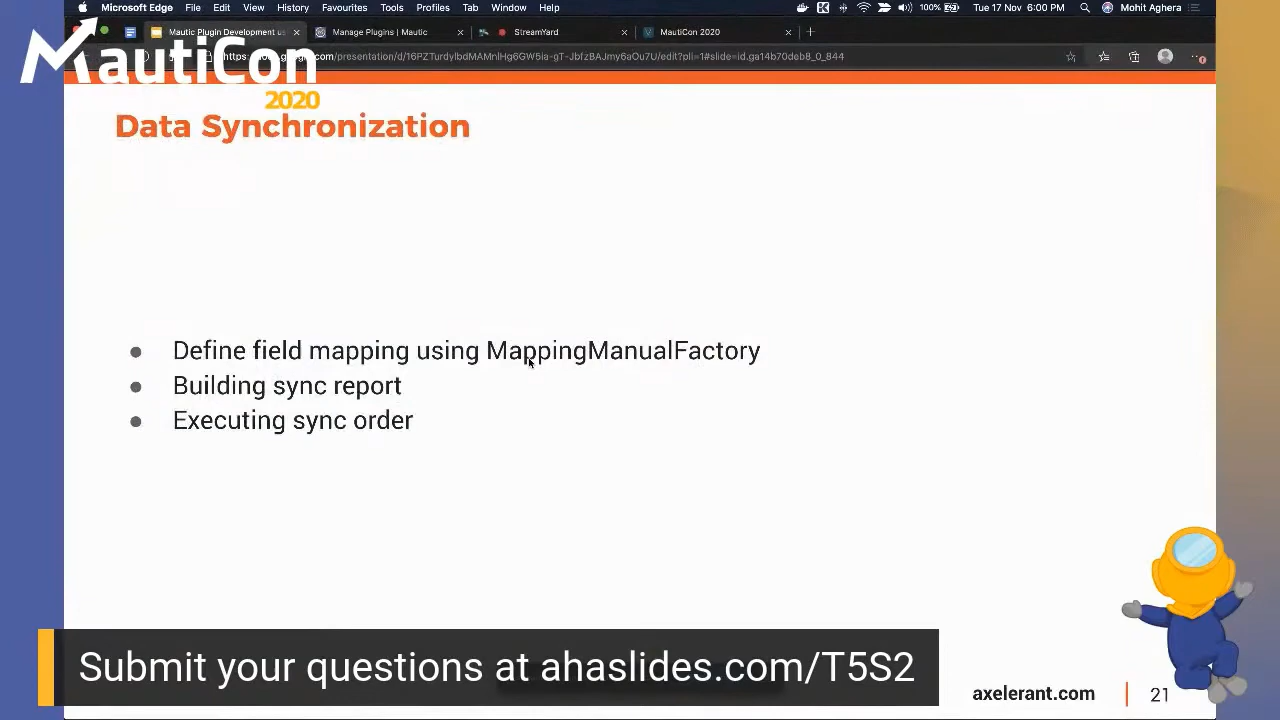 Microsoft Edge File Edit View History Favourites Tools Profiles Tab Window Help 100% Tue 17 Nov 6:00 PM Mohit Aghera
Mautic Plugin Development us Manage Plugins | Mautic StreamYard MautiCon 2020
MautiCon
2020
Data Synchronization
Define field mapping using MappingManualFactory
Building sync report
Executing sync order
Submit your questions at ahaslides.com/T5S2
axelerant.com 21